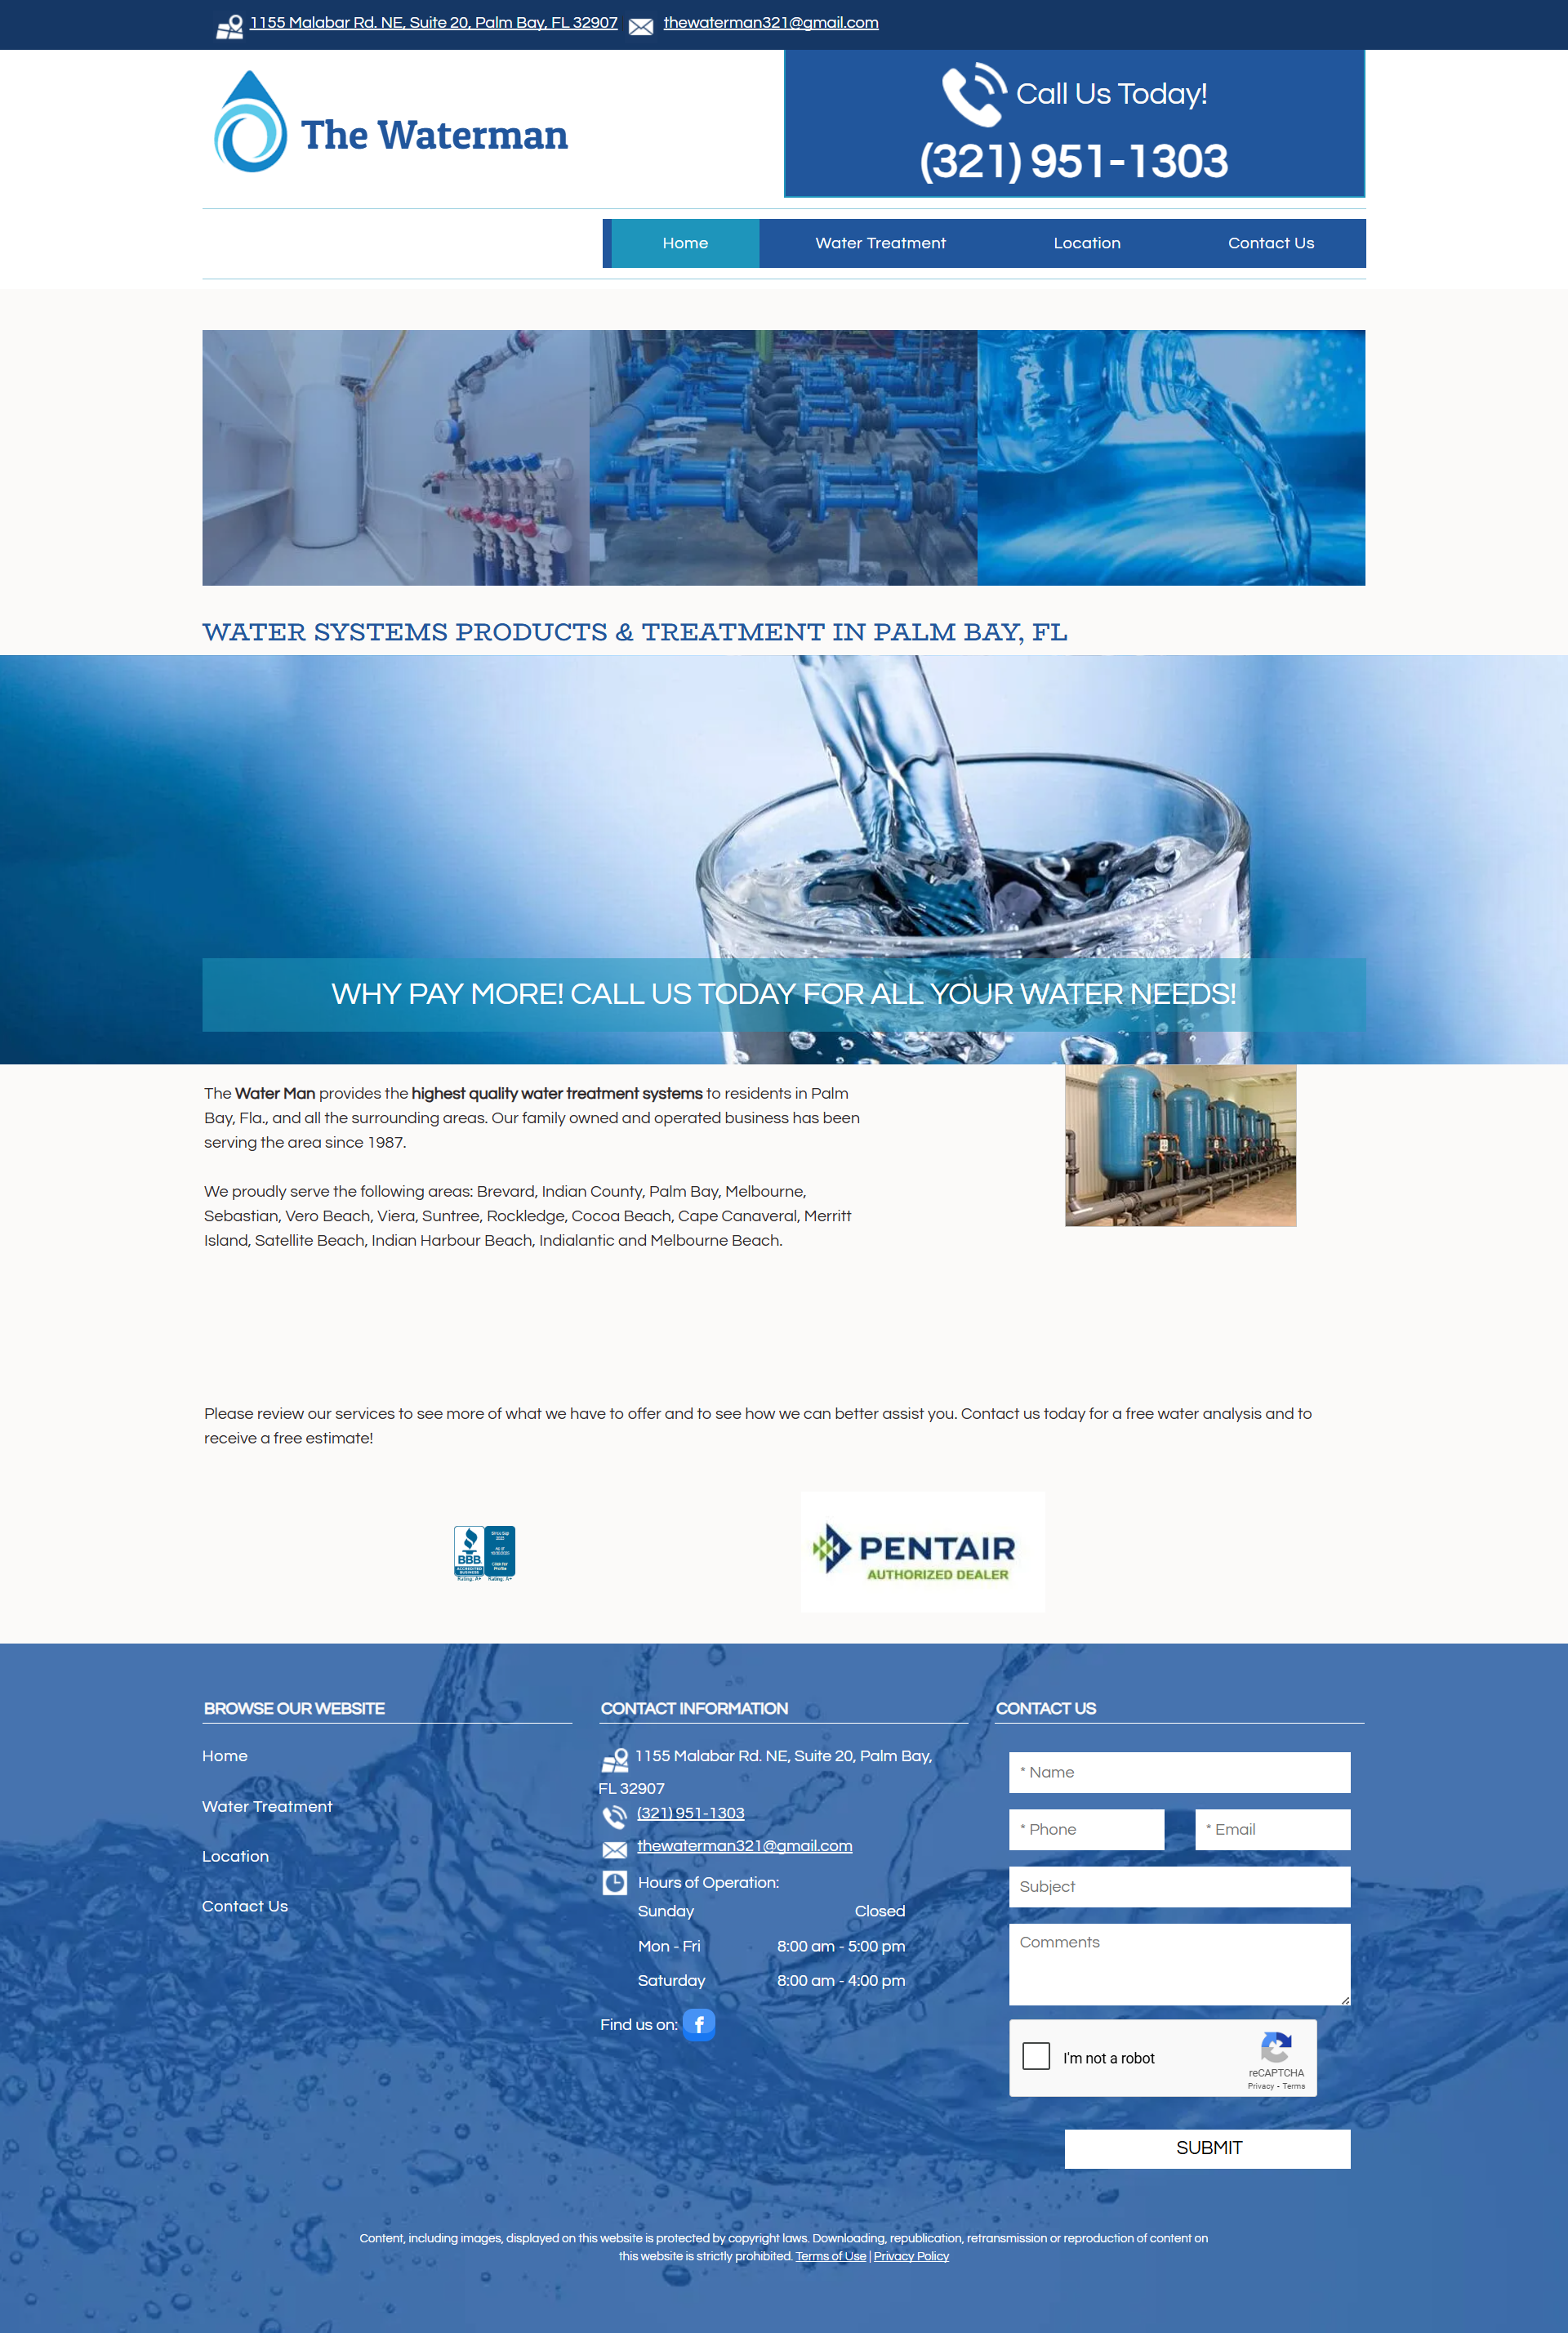 1155 Malabar Rd. NE, Suite 20, Palm Bay, FL 32907 thewaterman321@gmail.com
The Waterman
Call Us Today!
(321) 951-1303
Home Water Treatment Location Contact Us
WATER SYSTEMS PRODUCTS & TREATMENT IN PALM BAY, FL
WHY PAY MORE! CALL US TODAY FOR ALL YOUR WATER NEEDS!
The Water Man provides the highest quality water treatment systems to residents in Palm
Bay, Fla., and all the surrounding areas. Our family owned and operated business has been
serving the area since 1987.
We proudly serve the following areas: Brevard, Indian County, Palm Bay, Melbourne,
Sebastian, Vero Beach, Viera, Suntree, Rockledge, Cocoa Beach, Cape Canaveral, Merritt
Island, Satellite Beach, Indian Harbour Beach, Indialantic and Melbourne Beach.
Please review our services to see more of what we have to offer and to see how we can better assist you. Contact us today for a free water analysis and to
receive a free estimate!
BBB.
ACCREDITED
BUSINESS
Click for
Profile
Rating: A+ Rating: A+
PENTAIR
AUTHORIZED DEALER
BROWSE OUR WEBSITE
Home
Water Treatment
Location
Contact Us
CONTACT INFORMATION
1155 Malabar Rd. NE, Suite 20, Palm Bay,
FL 32907
(321) 951-1303
thewaterman321@gmail.com
Hours of Operation:
Sunday Closed
Mon - Fri 8:00 am - 5:00 pm
Saturday 8:00 am - 4:00 pm
Find us on:
CONTACT US
* Name
* Phone * Email
Subject
Comments
I'm not a robot
reCAPTCHA
Privacy - Terms
SUBMIT
Content, including images, displayed on this website is protected by copyright laws. Downloading, republication, retransmission or reproduction of content on
this website is strictly prohibited. Terms of Use | Privacy Policy